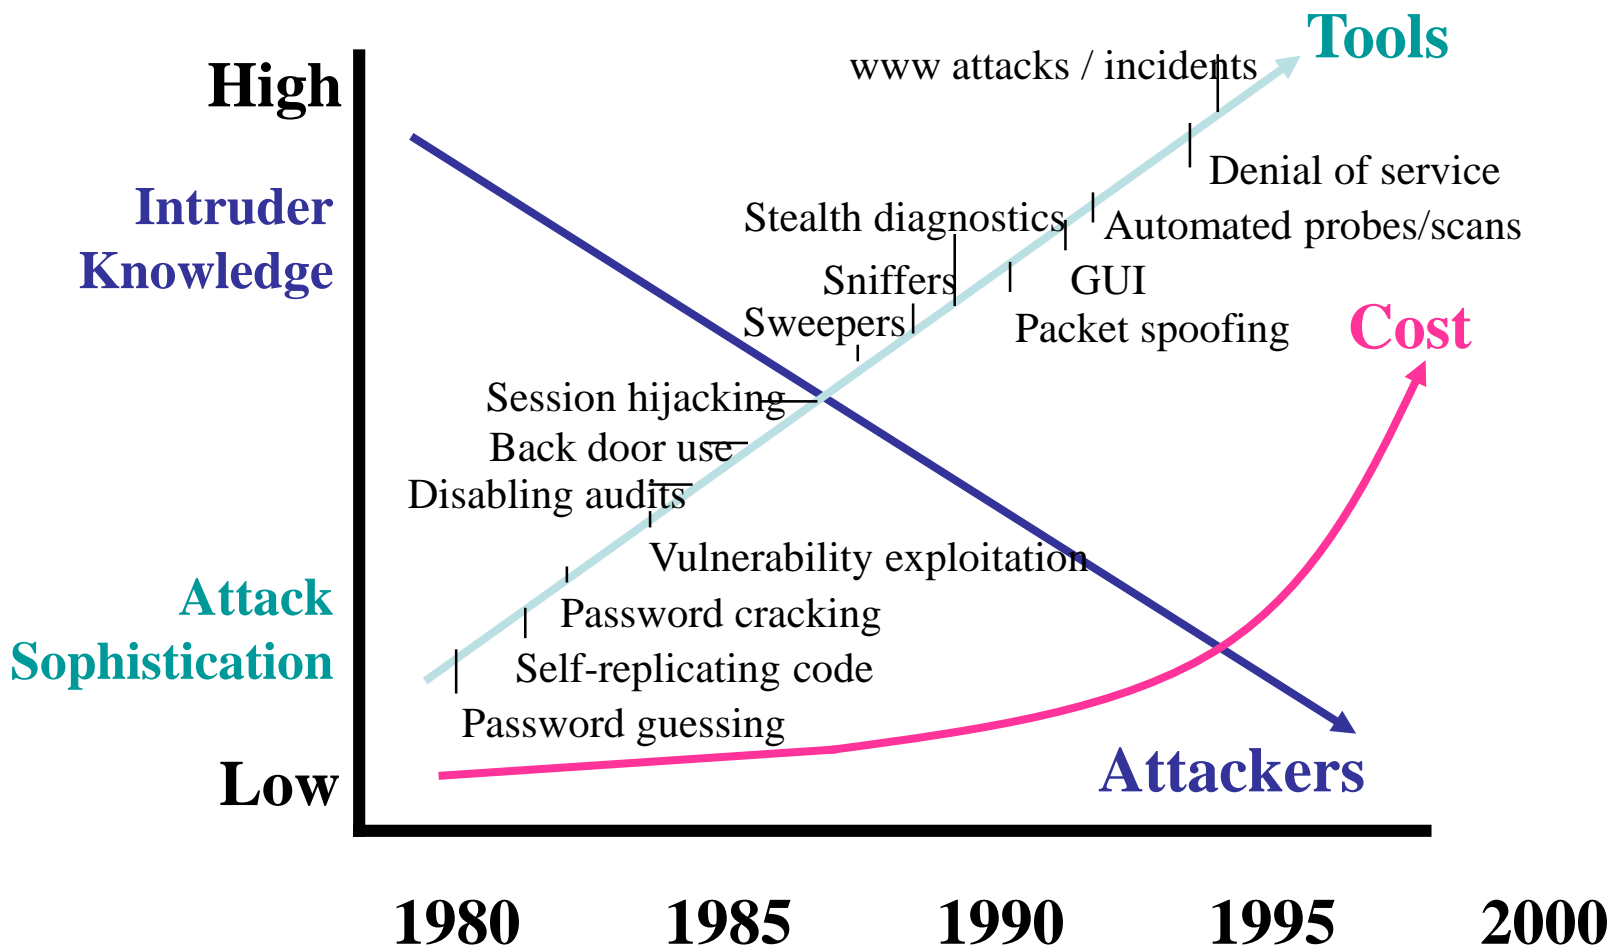 Tools
www attacks / incidents
High
Denial of service
Intruder
Knowledge
Stealth diagnostics
Automated probes/scans
Sniffers
GUI
Sweepers
Packet spoofing
Cost
Session hijacking
Back door use
Disabling audits
Vulnerability exploitation
Attack
Sophistication
Password cracking
Self-replicating code
Password guessing
Low
Attackers
1980 1985 1990 1995 2000